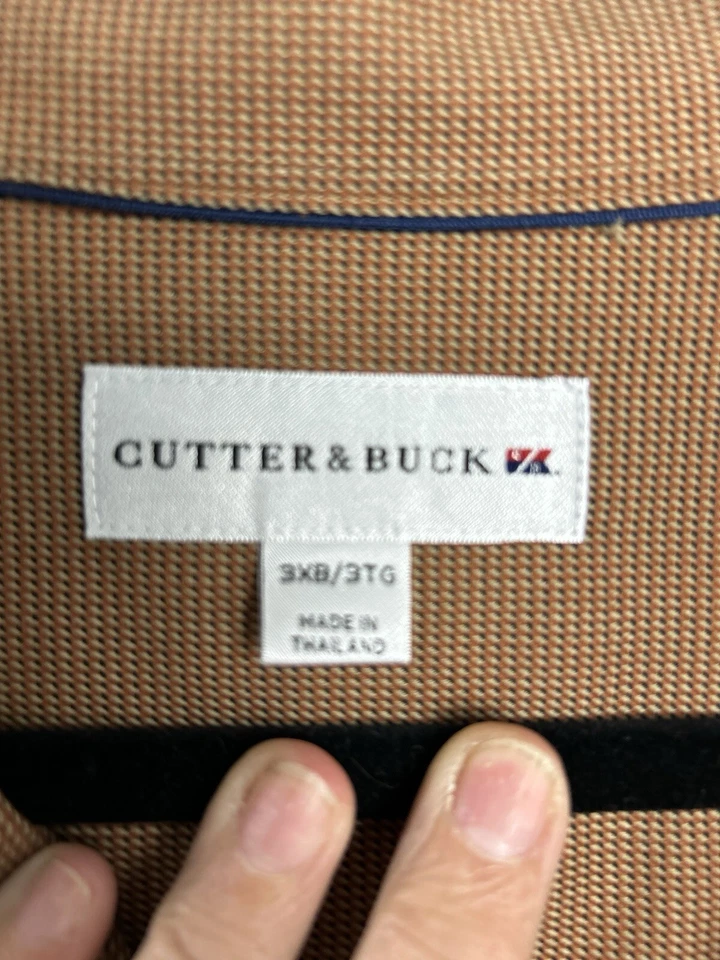 CUTTER & BUCK
3XB/3TG
MADE IN
THAILAND